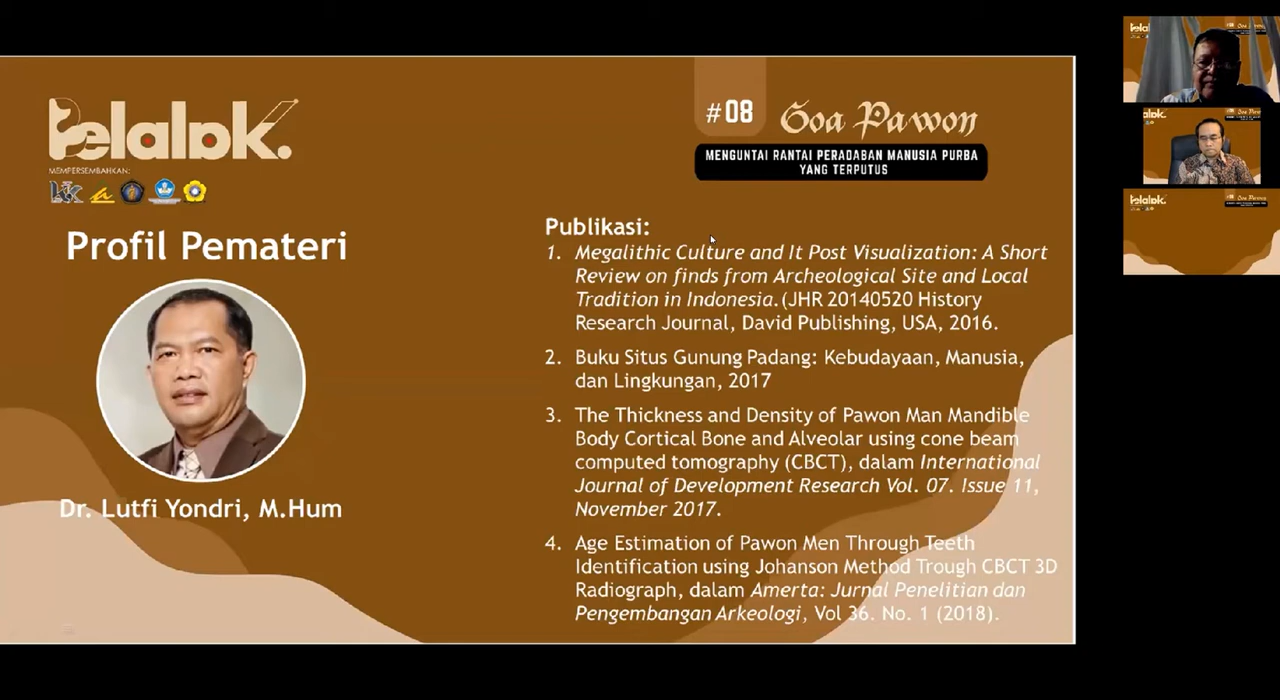 Pelalok.
MEMPERSEMBAHKAN:
#08
Goa Pawon
MENGUNTAI RANTAI PERADABAN MANUSIA PURBA
YANG TERPUTUS
Profil Pemateri
Dr. Lutfi Yondri, M.Hum
Publikasi:
1. Megalithic Culture and It Post Visualization: A Short
Review on finds from Archeological Site and Local
Tradition in Indonesia.(JHR 20140520 History
Research Journal, David Publishing, USA, 2016.
2. Buku Situs Gunung Padang: Kebudayaan, Manusia,
dan Lingkungan, 2017
3. The Thickness and Density of Pawon Man Mandible
Body Cortical Bone and Alveolar using cone beam
computed tomography (CBCT), dalam International
Journal of Development Research Vol. 07. Issue 11,
November 2017.
4. Age Estimation of Pawon Men Through Teeth
Identification using Johanson Method Trough CBCT 3D
Radiograph, dalam Amerta: Jurnal Penelitian dan
Pengembangan Arkeologi, Vol 36. No. 1 (2018).